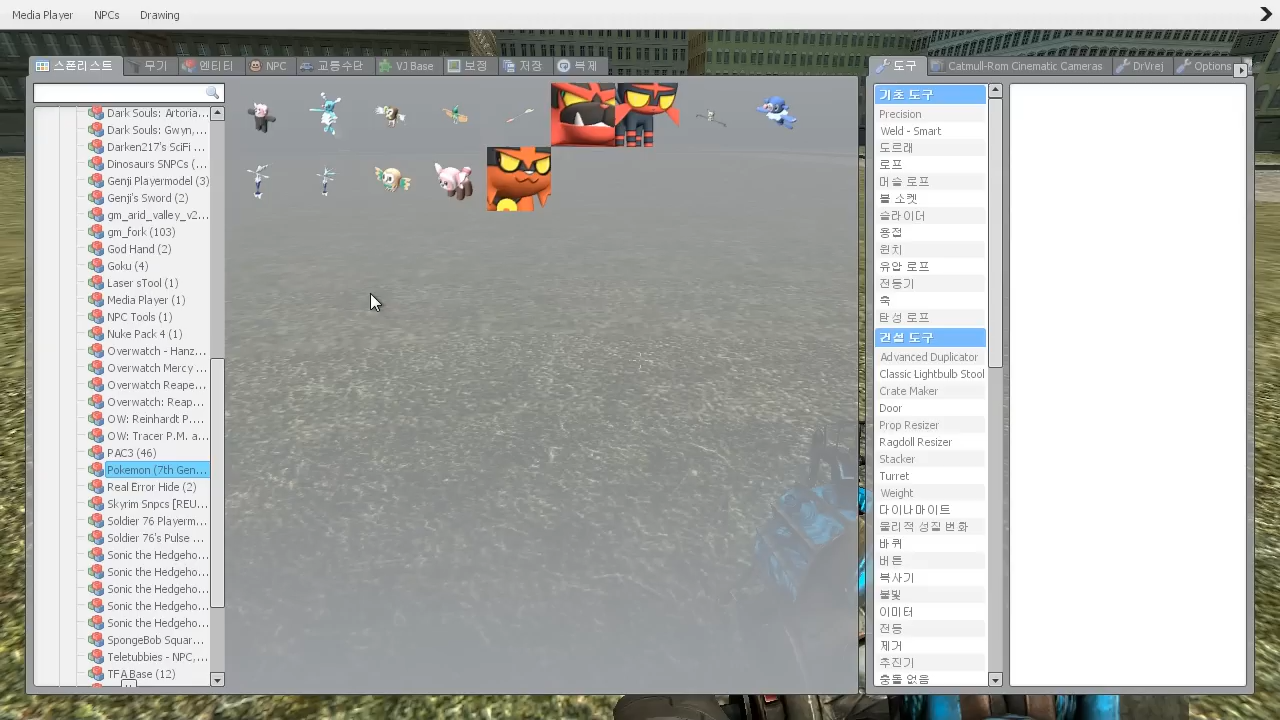 Media Player NPCs Drawing
스폰리스트 무기 엔티티 NPC 교통수단 VJ Base 보정 저장 복제
도구 Catmull-Rom Cinematic Cameras DrVrej Options
Dark Souls: Artoria...
Dark Souls: Gwyn,...
Darken217's SciFi ...
Dinosaurs SNPCs (...
Genji Playermodel (3)
Genji's Sword (2)
gm_arid_valley_v2...
gm_fork (103)
God Hand (2)
Goku (4)
Laser sTool (1)
Media Player (1)
NPC Tools (1)
Nuke Pack 4 (1)
Overwatch - Hanz...
Overwatch Mercy ...
Overwatch Reape...
Overwatch: Reap...
OW: Reinhardt P....
OW: Tracer P.M. a...
PAC3 (46)
Pokemon (7th Gen...
Real Error Hide (2)
Skyrim Snpcs [REU...
Soldier 76 Playerm...
Soldier 76's Pulse ...
Sonic the Hedgeho...
Sonic the Hedgeho...
Sonic the Hedgeho...
Sonic the Hedgeho...
Sonic the Hedgeho...
SpongeBob Squar...
Teletubbies - NPC,...
TFA Base (12)
기초 도구
Precision
Weld - Smart
도르래
로프
머슬 로프
볼 소켓
슬라이더
용접
윈치
유압 로프
전동기
축
탄성 로프
건설 도구
Advanced Duplicator
Classic Lightbulb Stool
Crate Maker
Door
Prop Resizer
Ragdoll Resizer
Stacker
Turret
Weight
다이나마이트
물리적 성질 변화
바퀴
버튼
복사기
불빛
이미터
전등
제거
추진기
충돌 없음